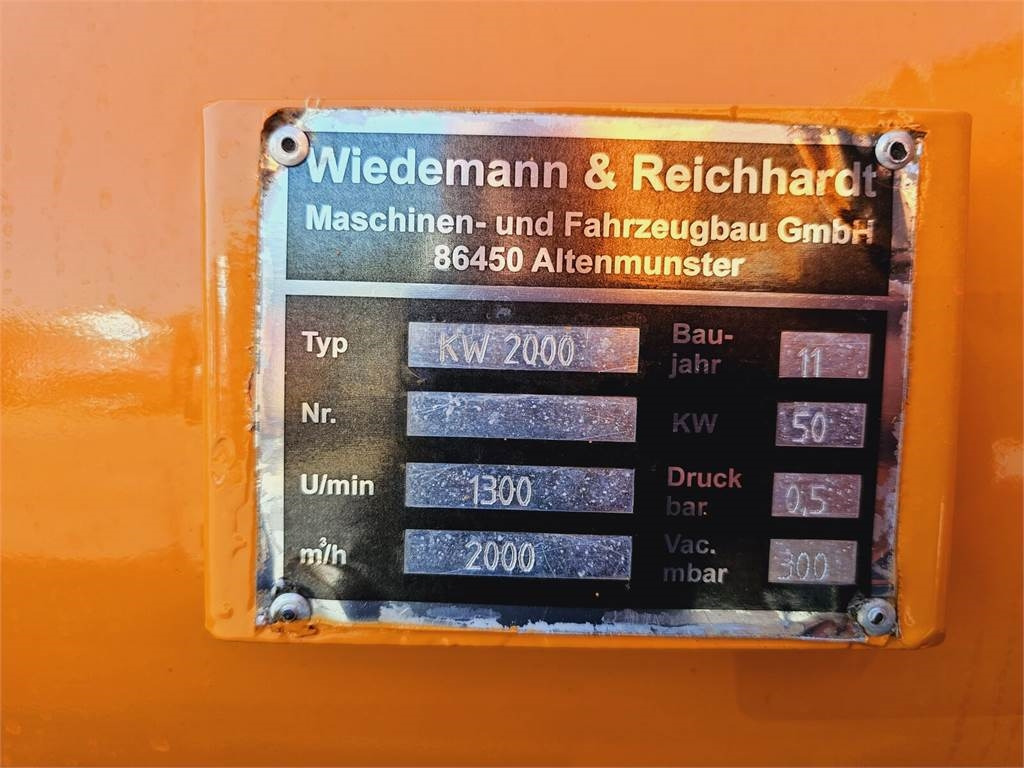 Wiedemann & Reichhardt
Maschinen- und Fahrzeugbau GmbH
86450 Altenmunster
Typ KW 2000
Bau-
jahr 11
Nr.
KW 50
U/min 1300
Druck
bar 0,5
m³/h 2000
Vac.
mbar 300